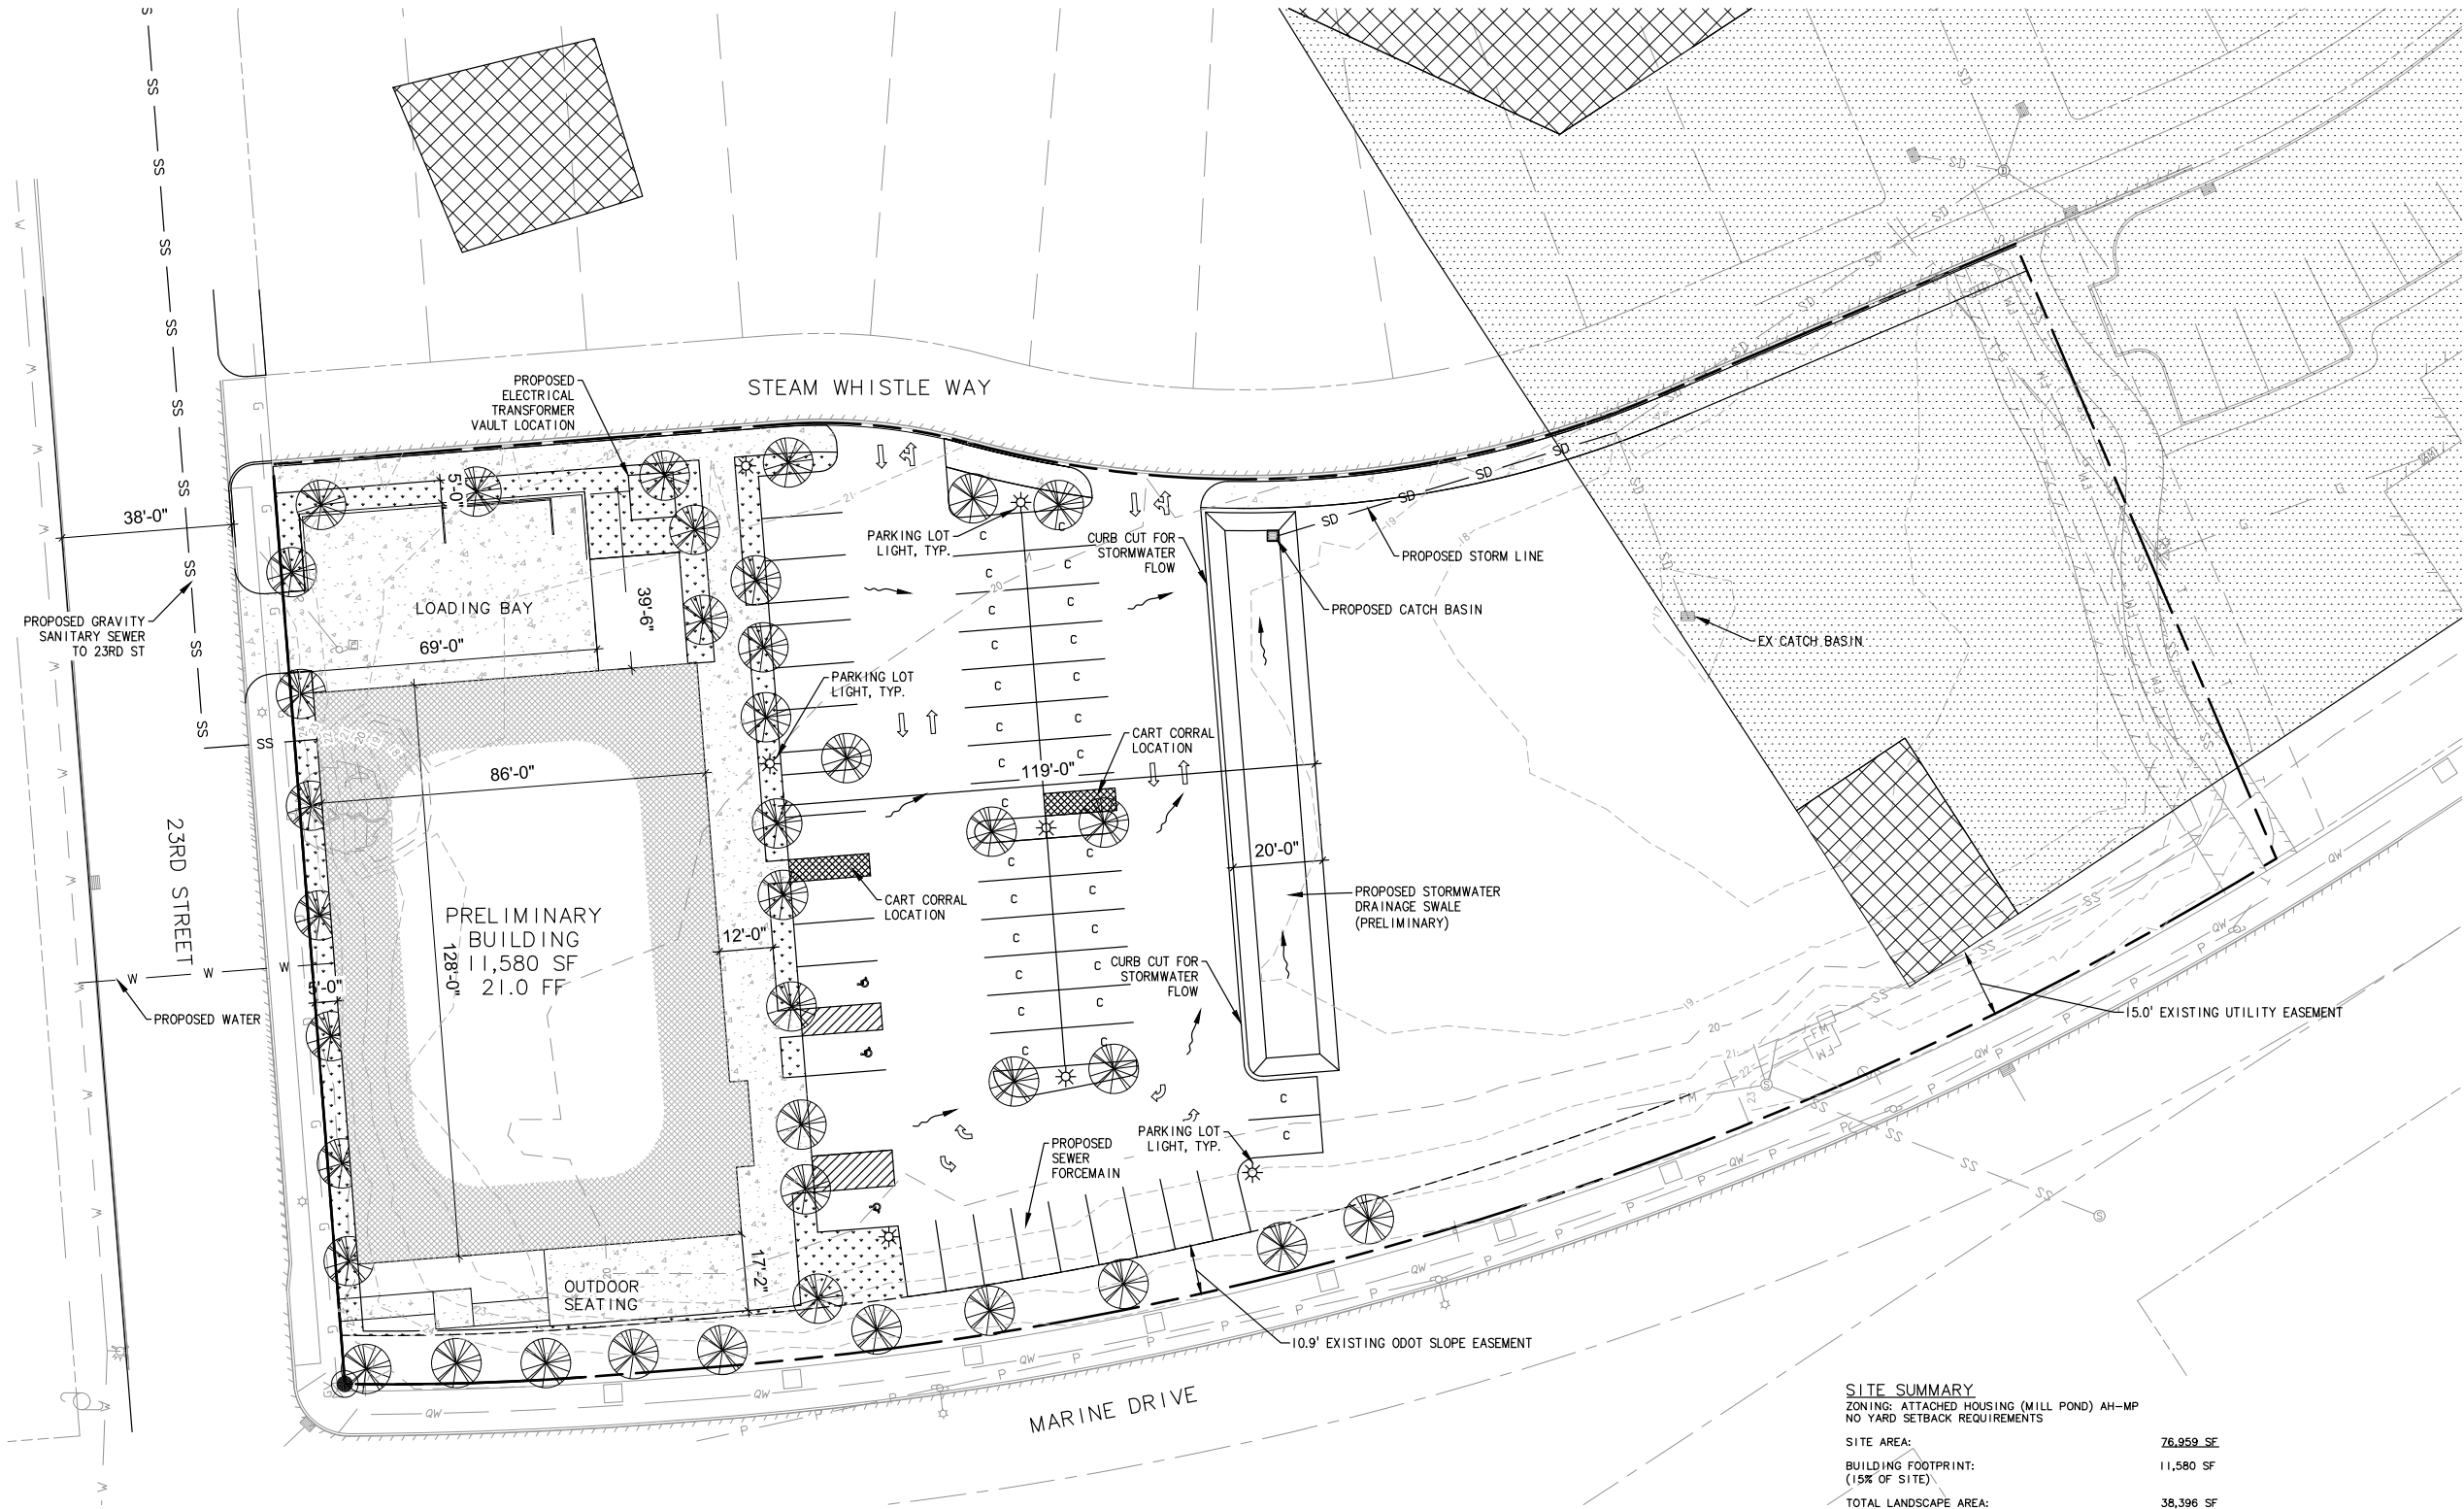 STEAM WHISTLE WAY
PROPOSED
ELECTRICAL
TRANSFORMER
VAULT LOCATION
5'-0"
38'-0"
PROPOSED GRAVITY
SANITARY SEWER
TO 23RD ST
LOADING BAY
69'-0"
39'-6"
PARKING LOT
LIGHT, TYP.
CURB CUT FOR
STORMWATER
FLOW
PROPOSED STORM LINE
PROPOSED CATCH BASIN
EX CATCH BASIN
PARKING LOT
LIGHT, TYP.
CART CORRAL
LOCATION
86'-0"
119'-0"
23RD STREET
PRELIMINARY
BUILDING
11,580 SF
21.0 FF
128'-0"
CART CORRAL
LOCATION
12'-0"
20'-0"
PROPOSED STORMWATER
DRAINAGE SWALE
(PRELIMINARY)
CURB CUT FOR
STORMWATER
FLOW
5'-0"
PROPOSED WATER
15.0' EXISTING UTILITY EASEMENT
PROPOSED
SEWER
FORCEMAIN
PARKING LOT
LIGHT, TYP.
17'-2"
OUTDOOR
SEATING
10.9' EXISTING ODOT SLOPE EASEMENT
MARINE DRIVE
SITE SUMMARY
ZONING: ATTACHED HOUSING (MILL POND) AH-MP
NO YARD SETBACK REQUIREMENTS
SITE AREA: 76,959 SF
BUILDING FOOTPRINT: 11,580 SF
(15% OF SITE)
TOTAL LANDSCAPE AREA: 38,396 SF